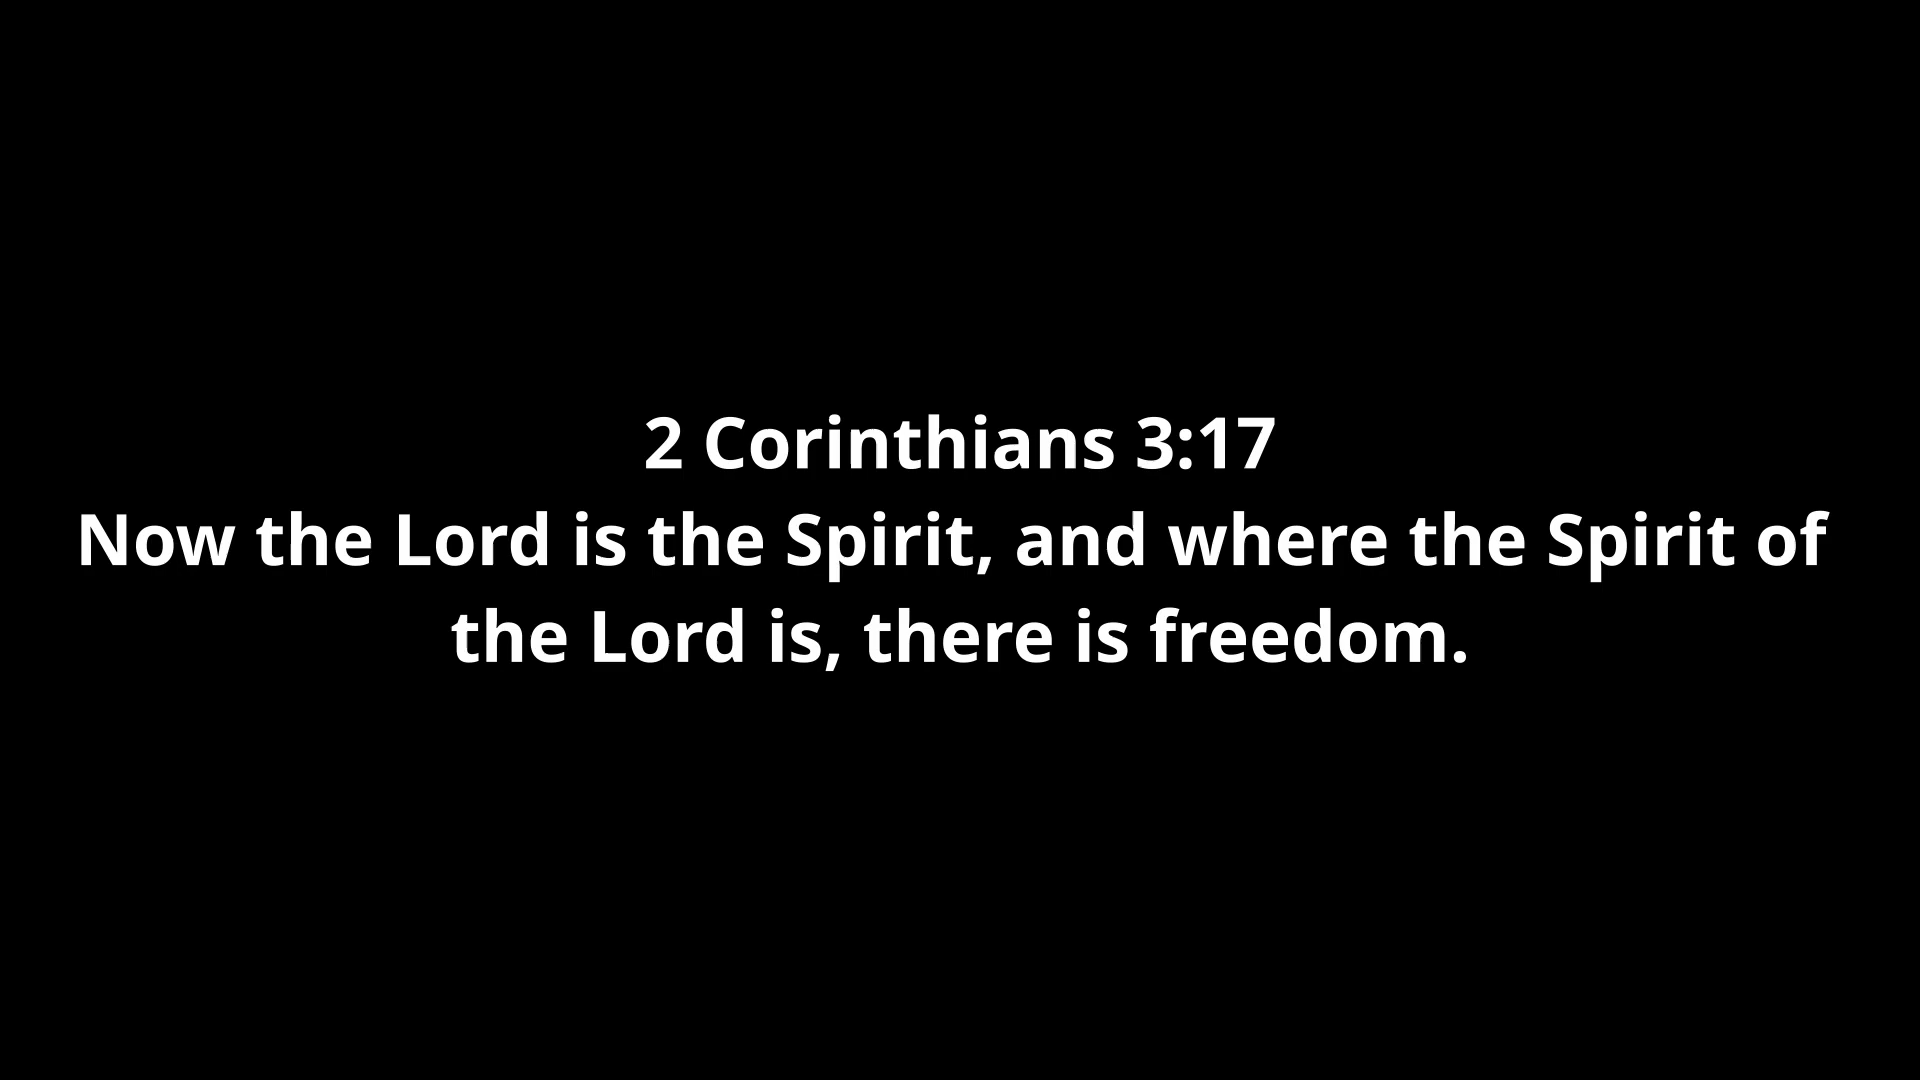 2 Corinthians 3:17
Now the Lord is the Spirit, and where the Spirit of
the Lord is, there is freedom.